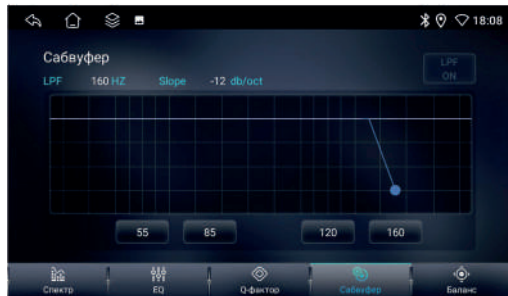 18:08
Сабвуфер
LPF 160 HZ Slope -12 db/oct
LPF
ON
55 85 120 160
Спектр EQ Q-фактор Сабвуфер Баланс